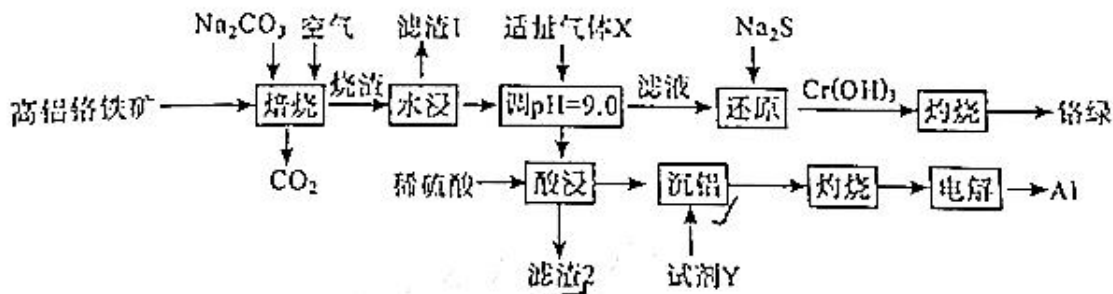 Na₂CO₃ 空气 滤渣1 适量气体X Na₂S
高铝铬铁矿 焙烧 烧渣 水浸 调pH=9.0 滤液 还原 Cr(OH)₃ 灼烧 铬绿
CO₂ 稀硫酸 酸浸 沉铝 灼烧 电解 Al
滤渣2 试剂Y